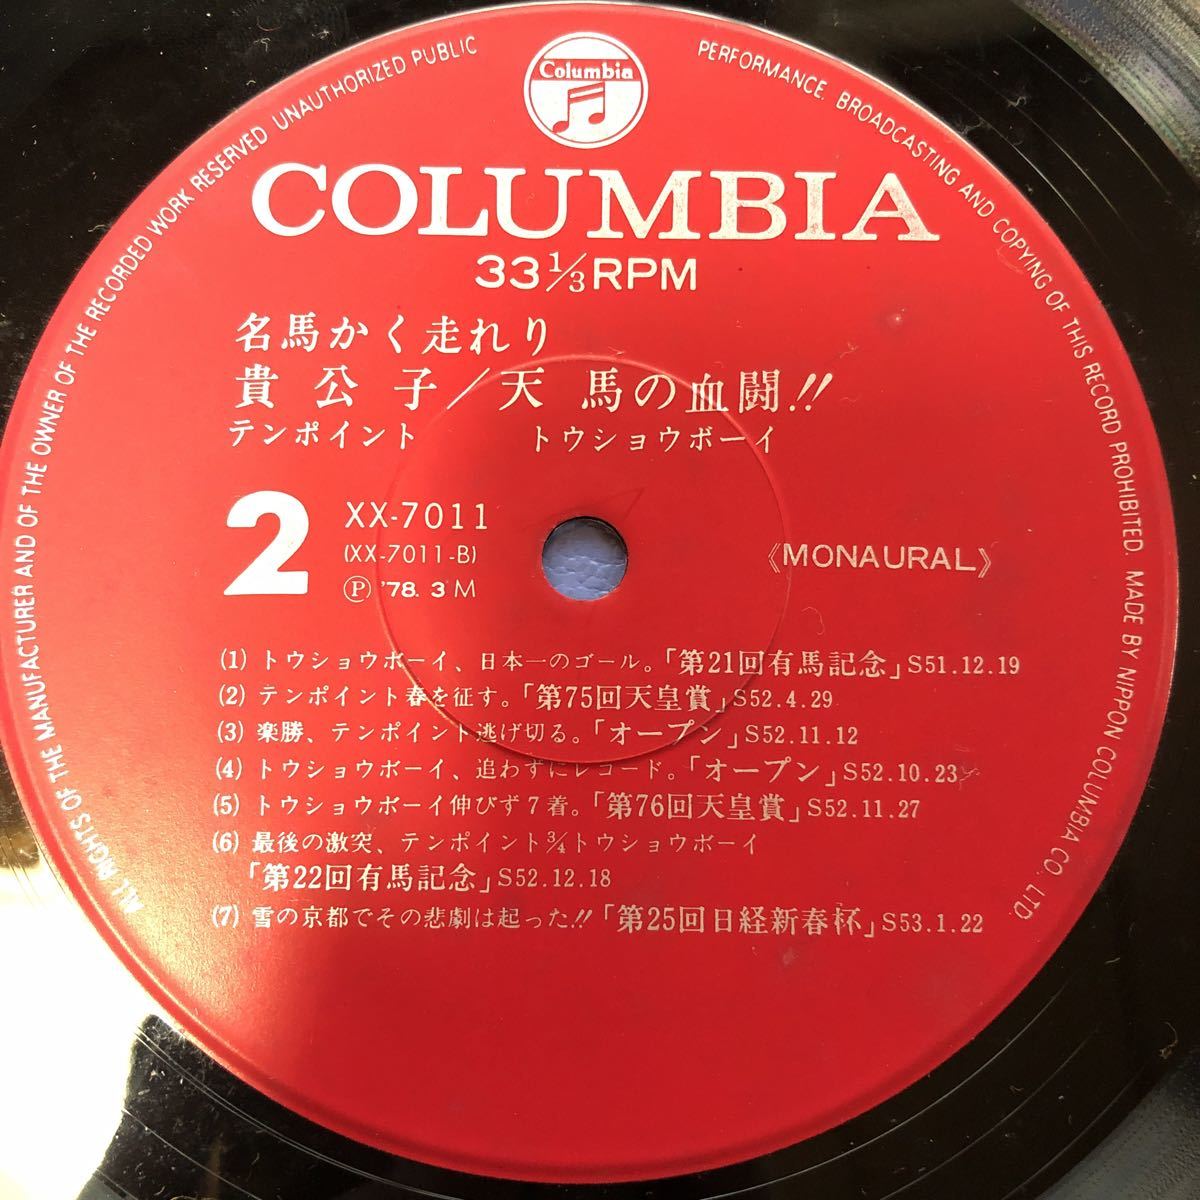 Columbia
COLUMBIA
33 1/3 RPM
名馬かく走れり
貴公子/天馬の血闘!!
テンポイント トウショウボーイ
2
XX-7011
(XX-7011-B)
Ⓟ '78. 3 M
《MONAURAL》
(1) トウショウボーイ、日本一のゴール。「第21回有馬記念」S51.12.19
(2) テンポイント春を征す。「第75回天皇賞」S52.4.29
(3) 楽勝、テンポイント逃げ切る。「オープン」S52.11.12
(4) トウショウボーイ、追わずにレコード。「オープン」S52.10.23
(5) トウショウボーイ伸びず7着。「第76回天皇賞」S52.11.27
(6) 最後の激突、テンポイント3/4トウショウボーイ
「第22回有馬記念」S52.12.18
(7) 雪の京都でその悲劇は起った!!「第25回日経新春杯」S53.1.22
ALL RIGHTS OF THE MANUFACTURER AND OF THE OWNER OF THE RECORDED WORK RESERVED UNAUTHORIZED PUBLIC PERFORMANCE. BROADCASTING AND COPYING OF THIS RECORD PROHIBITED. MADE BY NIPPON COLUMBIA CO., LTD.